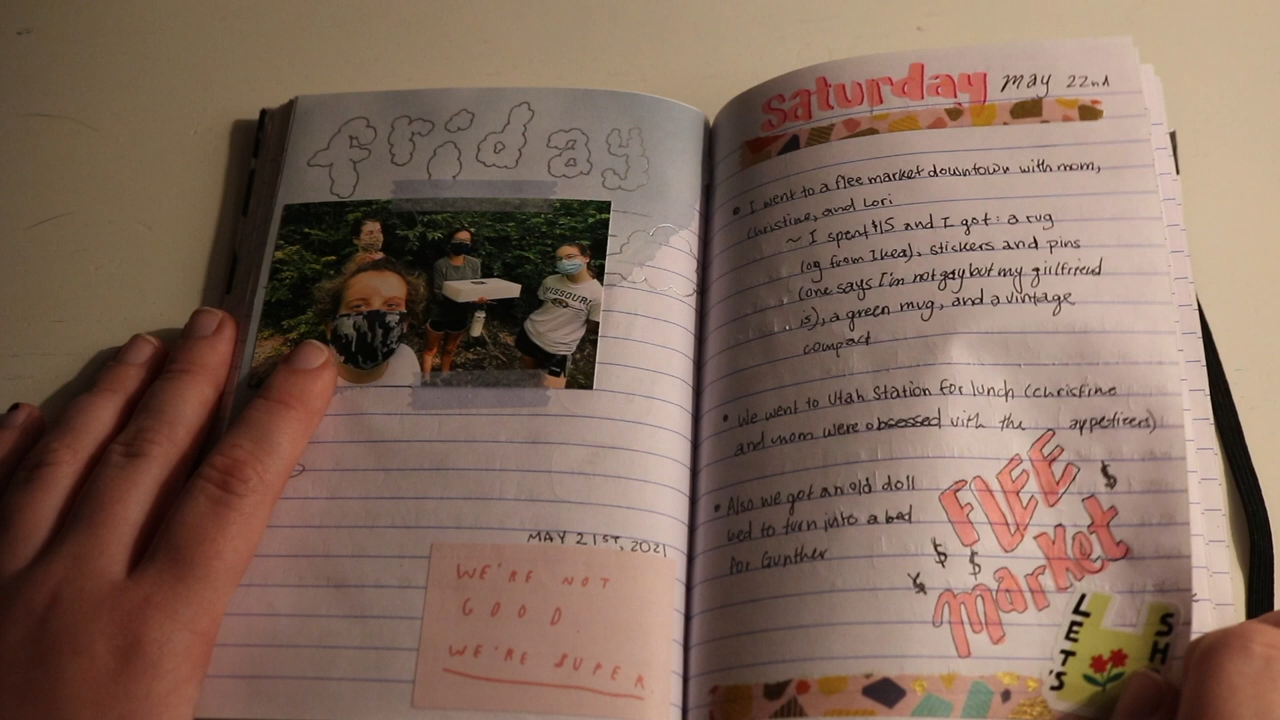 friday
MISSOURI
MAY 21ST, 2021
WE'RE NOT
GOOD
WE'RE SUPER.
saturday may 22nd
• I went to a flee market downtown with mom,
Christine, and Lori
~ I spent $15 and I got: a rug
(og from Ikea), stickers and pins
(one says I'm not gay but my girlfriend
is), a green mug, and a vintage
compact
• We went to Utah Station for lunch (christine
and mom were obsessed with the appetizers)
• Also we got an old doll
bed to turn into a bed
for Gunther
FLEE
market
$
$
$
$
LET'S
SH